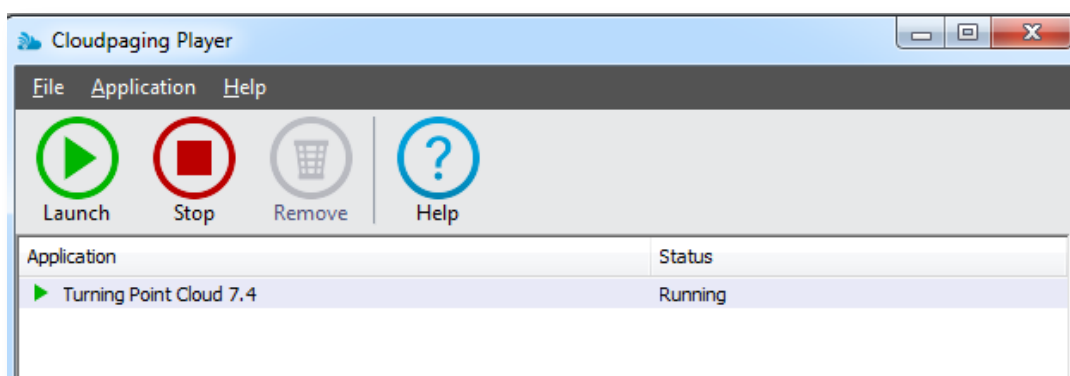 Cloudpaging Player
File Application Help
Launch Stop Remove Help
Application Status
Turning Point Cloud 7.4 Running